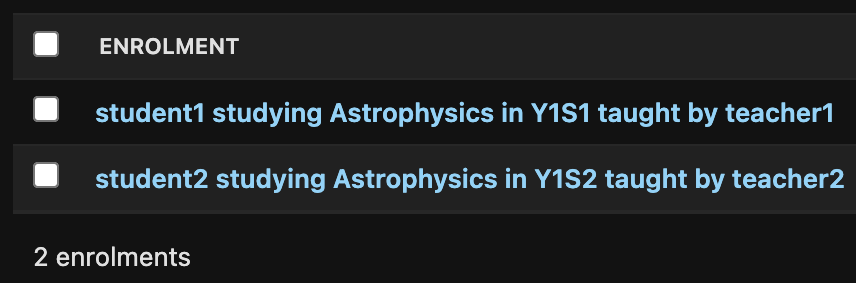 ENROLMENT
student1 studying Astrophysics in Y1S1 taught by teacher1
student2 studying Astrophysics in Y1S2 taught by teacher2
2 enrolments